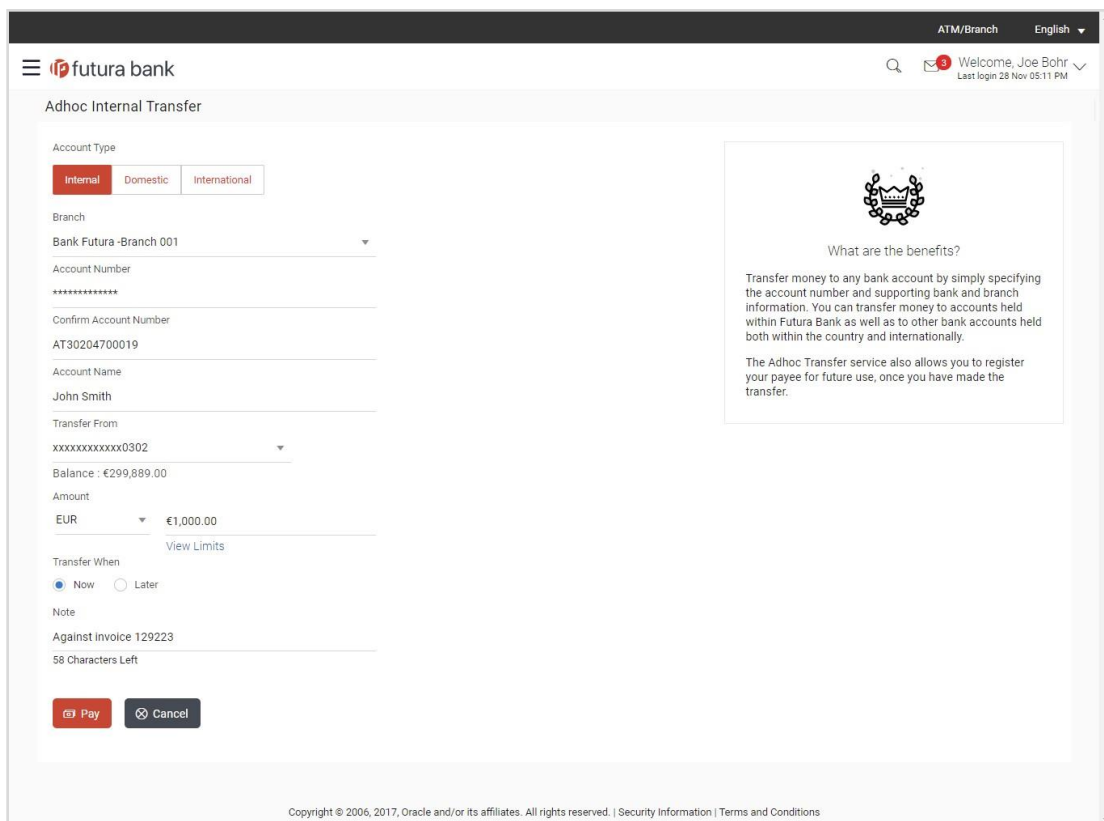 ATM/Branch English
futura bank
3
Welcome, Joe Bohr
Last login 28 Nov 05:11 PM
Adhoc Internal Transfer
Account Type
Internal Domestic International
Branch
Bank Futura -Branch 001
Account Number
*************
Confirm Account Number
AT30204700019
Account Name
John Smith
Transfer From
xxxxxxxxxxxx0302
Balance : €299,889.00
Amount
EUR €1,000.00
View Limits
Transfer When
Now Later
Note
Against invoice 129223
58 Characters Left
Pay Cancel
What are the benefits?
Transfer money to any bank account by simply specifying
the account number and supporting bank and branch
information. You can transfer money to accounts held
within Futura Bank as well as to other bank accounts held
both within the country and internationally.
The Adhoc Transfer service also allows you to register
your payee for future use, once you have made the
transfer.
Copyright © 2006, 2017, Oracle and/or its affiliates. All rights reserved. | Security Information | Terms and Conditions